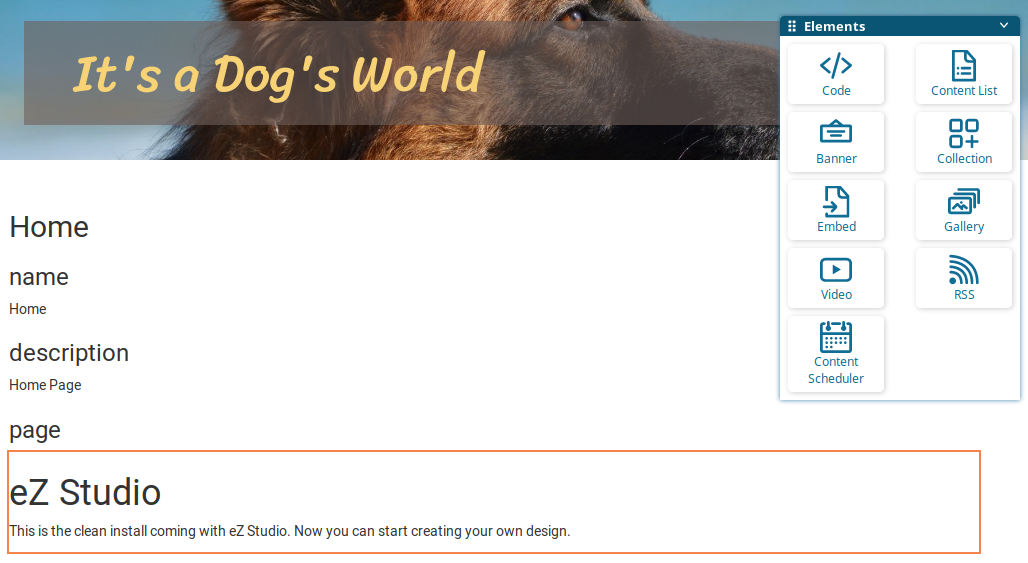 It's a Dog's World
Elements
Code
Content List
Banner
Collection
Embed
Gallery
Video
RSS
Content
Scheduler
Home
name
Home
description
Home Page
page
eZ Studio
This is the clean install coming with eZ Studio. Now you can start creating your own design.